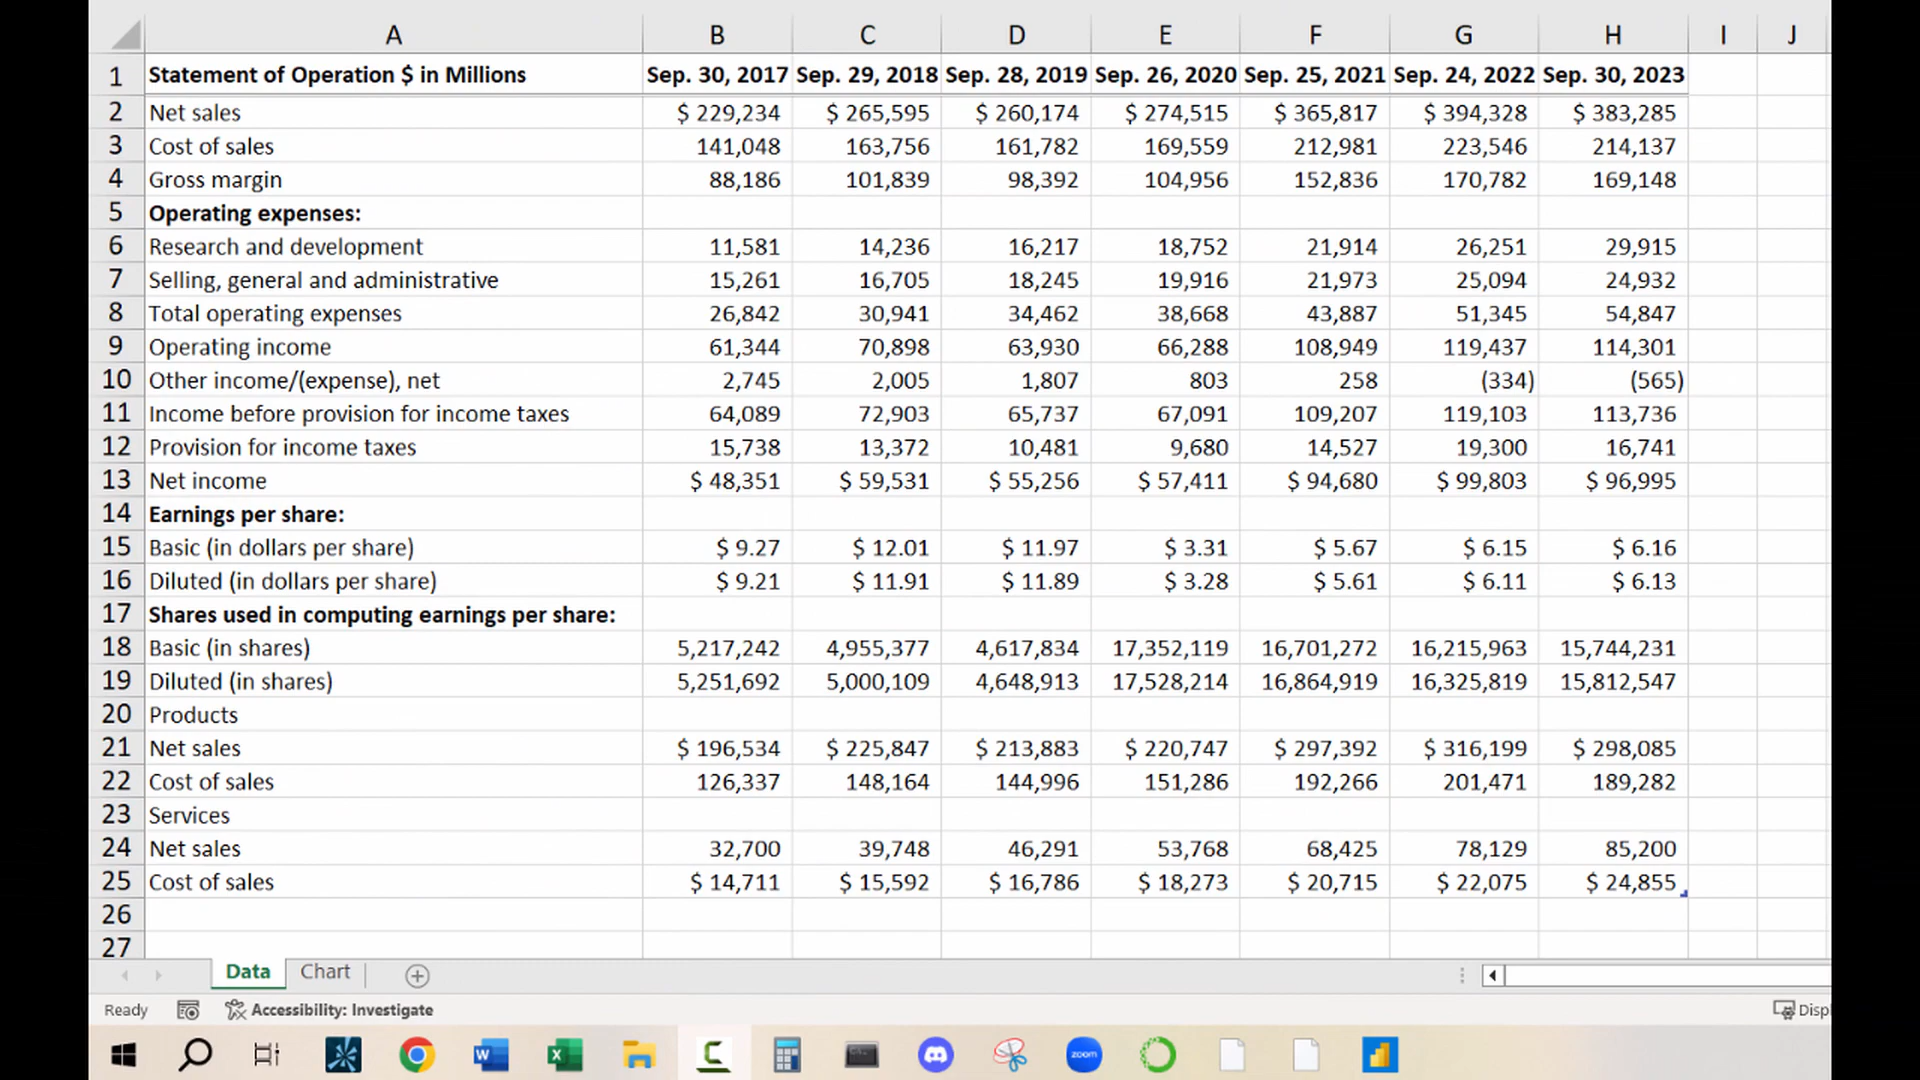 A B C D E F G H I J
1 Statement of Operation $ in Millions Sep. 30, 2017 Sep. 29, 2018 Sep. 28, 2019 Sep. 26, 2020 Sep. 25, 2021 Sep. 24, 2022 Sep. 30, 2023
2 Net sales $ 229,234 $ 265,595 $ 260,174 $ 274,515 $ 365,817 $ 394,328 $ 383,285
3 Cost of sales 141,048 163,756 161,782 169,559 212,981 223,546 214,137
4 Gross margin 88,186 101,839 98,392 104,956 152,836 170,782 169,148
5 Operating expenses:
6 Research and development 11,581 14,236 16,217 18,752 21,914 26,251 29,915
7 Selling, general and administrative 15,261 16,705 18,245 19,916 21,973 25,094 24,932
8 Total operating expenses 26,842 30,941 34,462 38,668 43,887 51,345 54,847
9 Operating income 61,344 70,898 63,930 66,288 108,949 119,437 114,301
10 Other income/(expense), net 2,745 2,005 1,807 803 258 (334) (565)
11 Income before provision for income taxes 64,089 72,903 65,737 67,091 109,207 119,103 113,736
12 Provision for income taxes 15,738 13,372 10,481 9,680 14,527 19,300 16,741
13 Net income $ 48,351 $ 59,531 $ 55,256 $ 57,411 $ 94,680 $ 99,803 $ 96,995
14 Earnings per share:
15 Basic (in dollars per share) $ 9.27 $ 12.01 $ 11.97 $ 3.31 $ 5.67 $ 6.15 $ 6.16
16 Diluted (in dollars per share) $ 9.21 $ 11.91 $ 11.89 $ 3.28 $ 5.61 $ 6.11 $ 6.13
17 Shares used in computing earnings per share:
18 Basic (in shares) 5,217,242 4,955,377 4,617,834 17,352,119 16,701,272 16,215,963 15,744,231
19 Diluted (in shares) 5,251,692 5,000,109 4,648,913 17,528,214 16,864,919 16,325,819 15,812,547
20 Products
21 Net sales $ 196,534 $ 225,847 $ 213,883 $ 220,747 $ 297,392 $ 316,199 $ 298,085
22 Cost of sales 126,337 148,164 144,996 151,286 192,266 201,471 189,282
23 Services
24 Net sales 32,700 39,748 46,291 53,768 68,425 78,129 85,200
25 Cost of sales $ 14,711 $ 15,592 $ 16,786 $ 18,273 $ 20,715 $ 22,075 $ 24,855
26
27
Data Chart
Ready Accessibility: Investigate Disp
W X C zoom